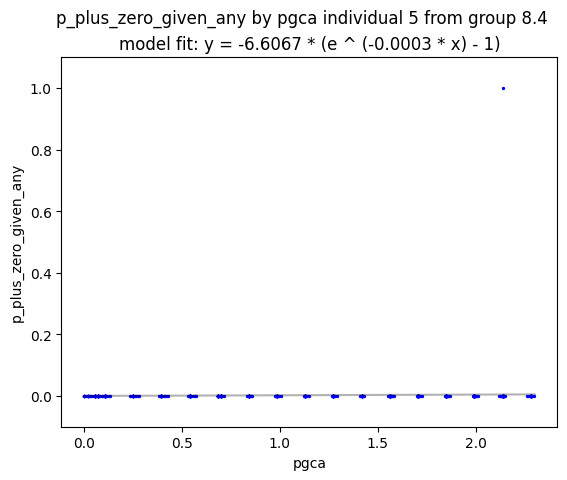 p_plus_zero_given_any by pgca individual 5 from group 8.4
model fit: y = -6.6067 * (e ^ (-0.0003 * x) - 1)
1.0
0.8
0.6
0.4
0.2
0.0
p_plus_zero_given_any
0.0 0.5 1.0 1.5 2.0
pgca